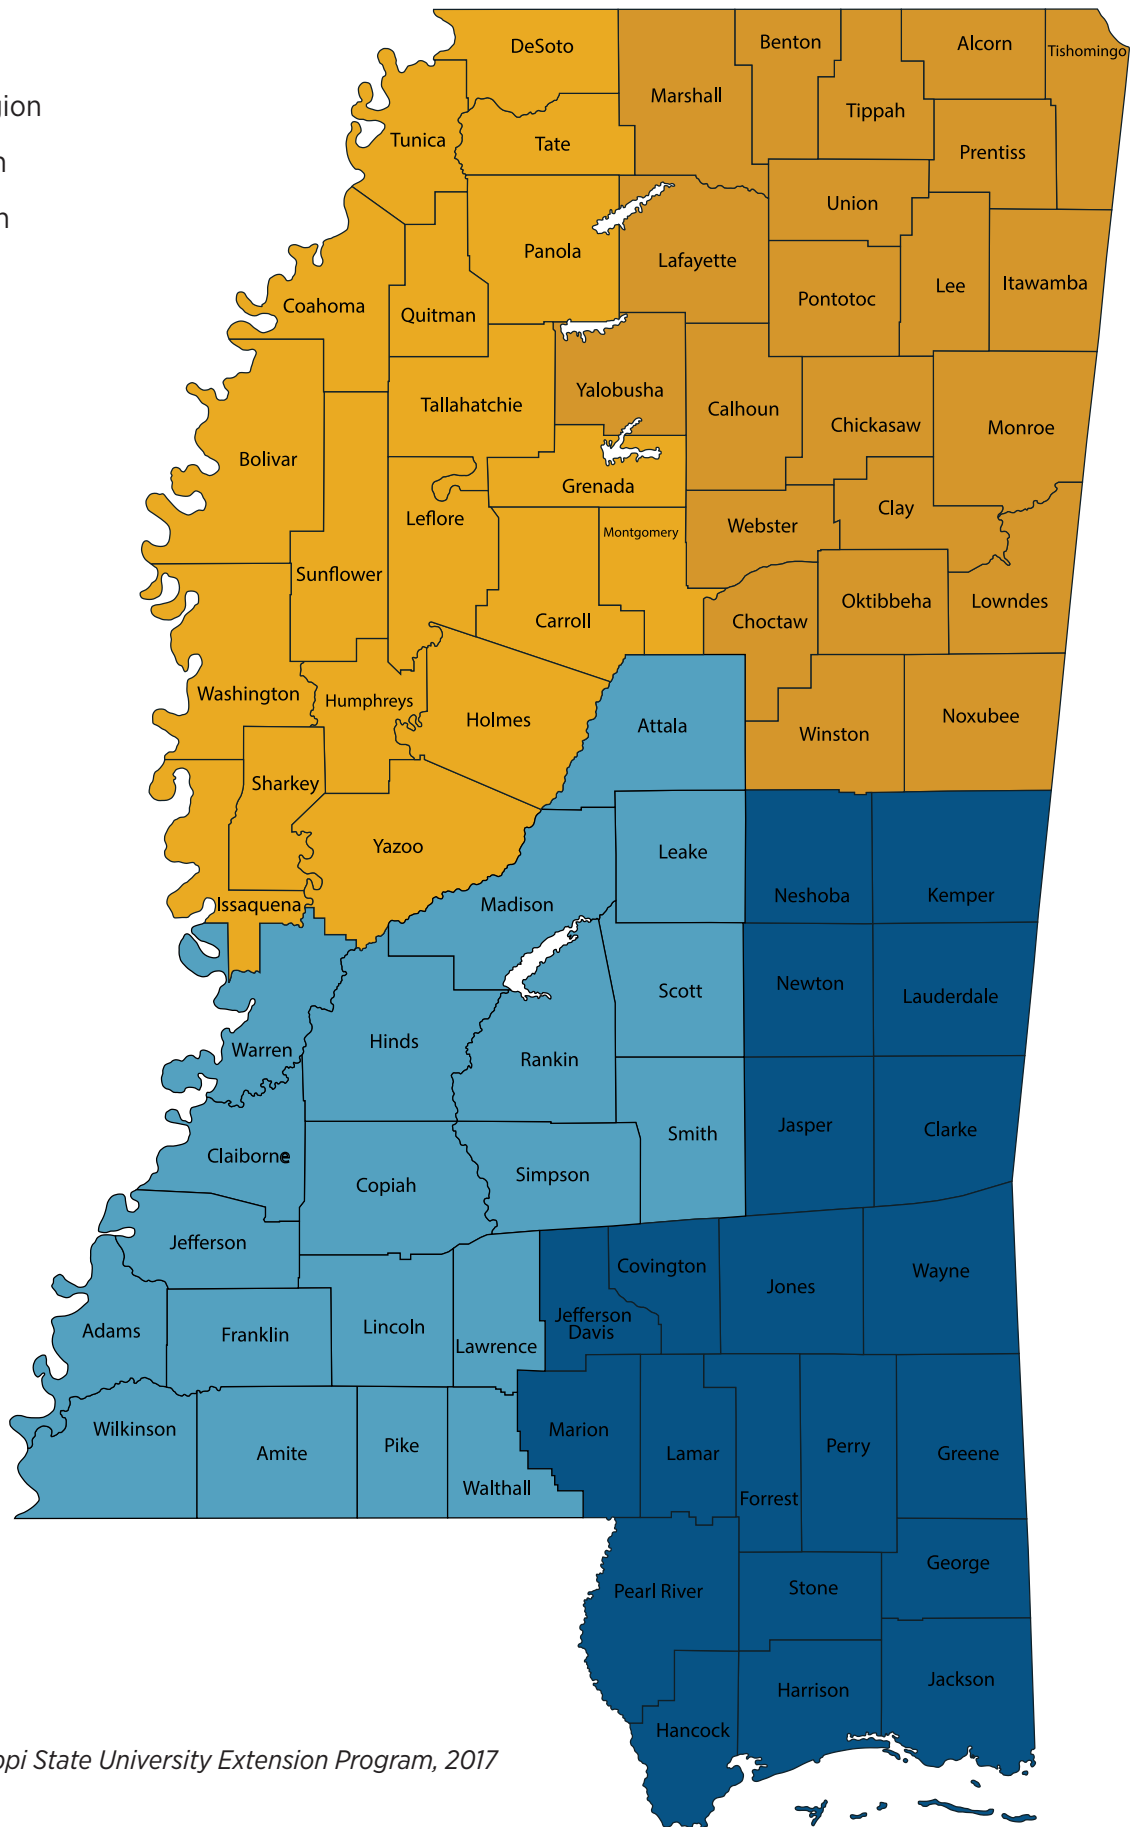 DeSoto
Benton
Alcorn
Tishomingo
Marshall
Tippah
Tunica
Tate
Prentiss
Union
Panola
Lafayette
Pontotoc
Lee
Itawamba
Coahoma
Quitman
Yalobusha
Tallahatchie
Calhoun
Chickasaw
Monroe
Bolivar
Grenada
Leflore
Montgomery
Webster
Clay
Sunflower
Carroll
Choctaw
Oktibbeha
Lowndes
Washington
Humphreys
Holmes
Attala
Winston
Noxubee
Sharkey
Yazoo
Leake
Issaquena
Madison
Neshoba
Kemper
Scott
Newton
Lauderdale
Warren
Hinds
Rankin
Smith
Jasper
Clarke
Claiborne
Copiah
Simpson
Jefferson
Covington
Jones
Wayne
Adams
Franklin
Lincoln
Lawrence
Jefferson
Davis
Wilkinson
Amite
Pike
Walthall
Marion
Lamar
Forrest
Perry
Greene
Pearl River
Stone
George
Hancock
Harrison
Jackson
State University Extension Program, 2017